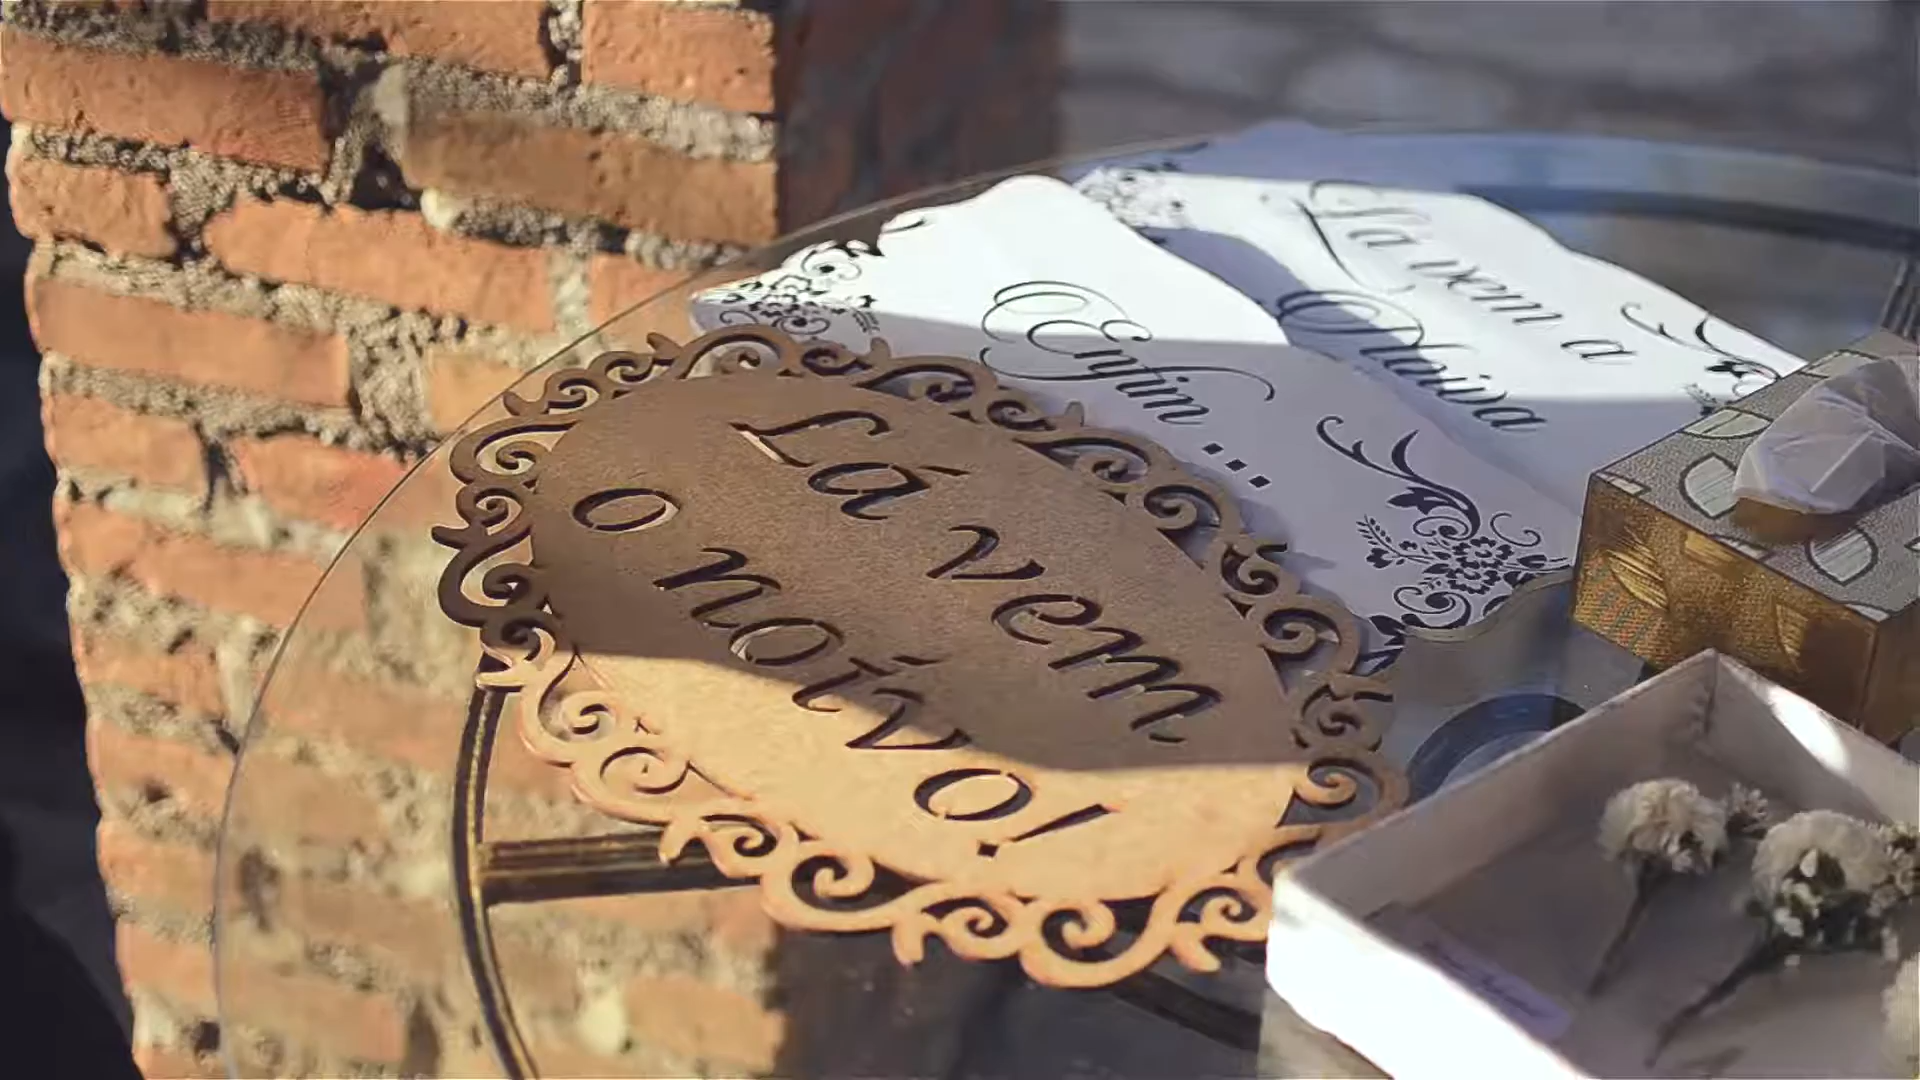 Lá vem
o noivo!
Enfim ...
Lá vem a
Noiva